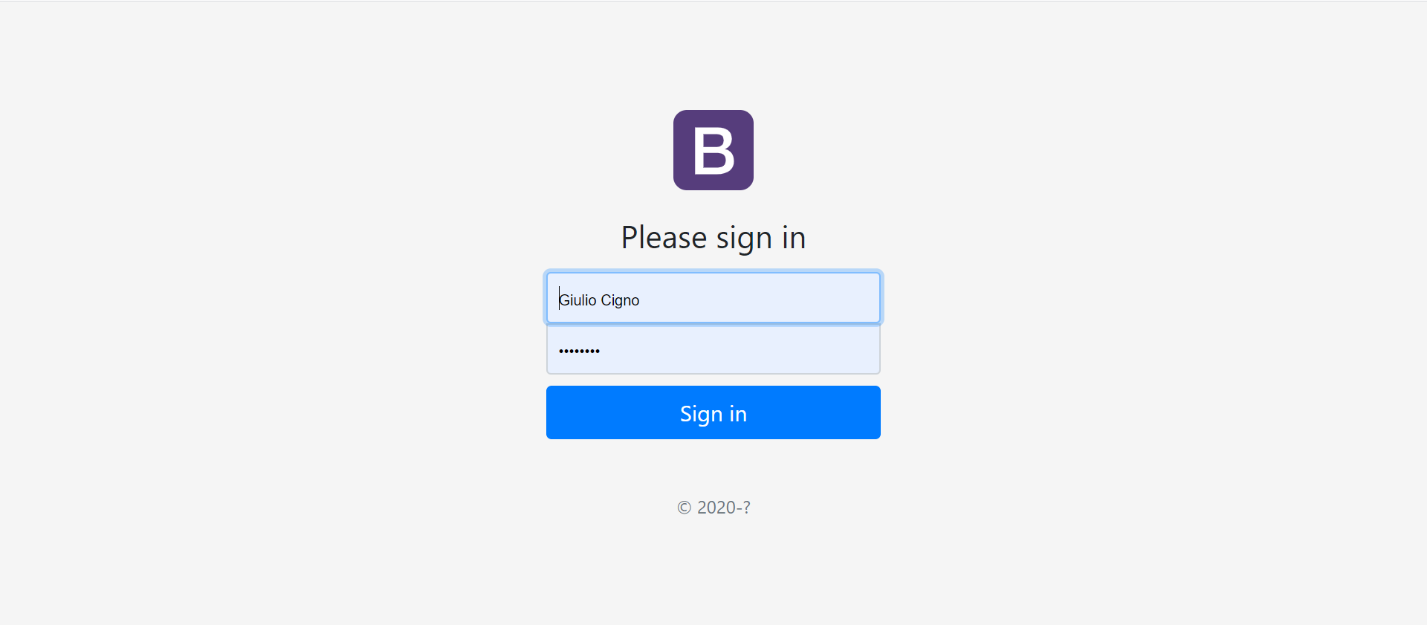 B
Please sign in
Giulio Cigno
••••••••
Sign in
© 2020-?